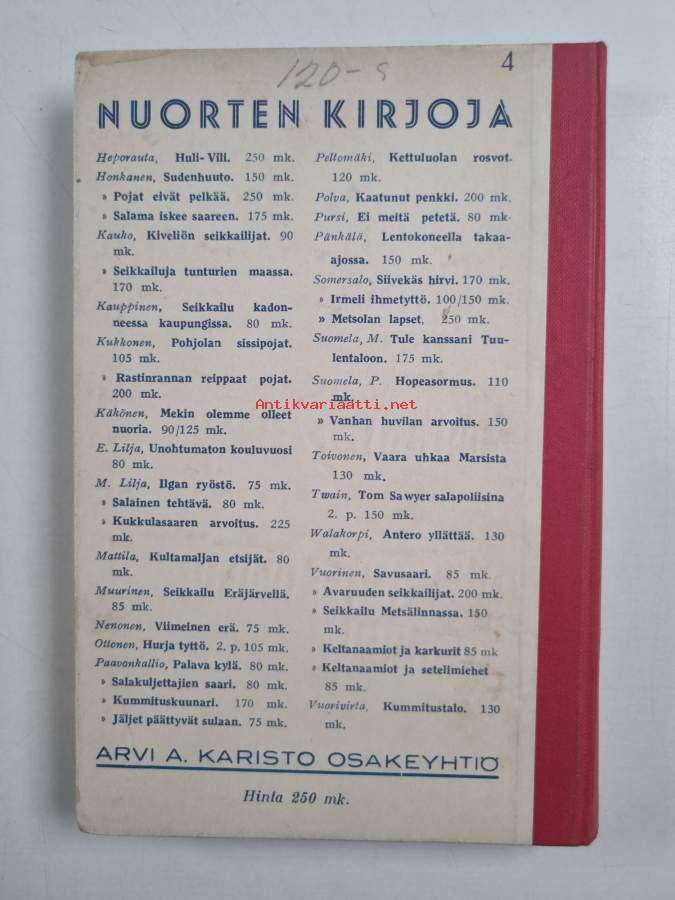 120-s
4
NUORTEN KIRJOJA
Heporauta, Huli-Vili. 250 mk.
Honkanen, Sudenhuuto. 150 mk.
» Pojat eivät pelkää. 250 mk.
» Salama iskee saareen. 175 mk.
Kauko, Kiveliön seikkailijat. 90
mk.
» Seikkailuja tunturien maassa.
170 mk.
Kauppinen, Seikkailu kadon-
neessa kaupungissa. 80 mk.
Kukkonen, Pohjolan sissipojat.
105 mk.
» Rastinrannan reippaat pojat.
200 mk.
Kähönen, Mekin olemme olleet
nuoria. 90/125 mk.
E. Lilja, Unohtumaton kouluvuosi
80 mk.
M. Lilja, Ilgan ryöstö. 75 mk.
» Salainen tehtävä. 80 mk.
» Kukkulasaaren arvoitus. 225
mk.
Mattila, Kultamaljan etsijät. 80
mk.
Muurinen, Seikkailu Eräjärvellä.
85 mk.
Nenonen, Viimeinen erä. 75 mk.
Ottonen, Hurja tyttö. 2. p. 105 mk.
Paavonkallio, Palava kylä. 80 mk.
» Salakuljettajien saari. 80 mk.
» Kummituskuunari. 170 mk.
» Jäljet päättyvät sulaan. 75 mk.
Peltomäki, Kettuluolan rosvot.
120 mk.
Polva, Kaatunut penkki. 200 mk.
Pursi, Ei meitä petetä. 80 mk.
Pänkälä, Lentokoneella takaa-
ajossa. 150 mk.
Somersalo, Siivekäs hirvi. 170 mk.
» Irmeli ihmetyttö. 100/150 mk.
» Metsolan lapset, 250 mk.
Suomela, M. Tule kanssani Tuu-
lentaloon. 175 mk.
Suomela, P. Hopeasormus. 110
mk.
» Vanhan huvilan arvoitus. 150
mk.
Toivonen, Vaara uhkaa Marsista
130 mk.
Twain, Tom Sawyer salapoliisina
2. p. 150 mk.
Walakorpi, Antero yllättää. 130
mk.
Vuorinen, Savusaari. 85 mk.
» Avaruuden seikkailijat. 200 mk.
» Seikkailu Metsälinnassa. 150
mk.
» Keltanaamiot ja karkurit 85 mk
» Keltanaamiot ja setelimiehet
85 mk.
Vuorivirta, Kummitustalo. 130
mk.
Antikvariaatti.net
ARVI A. KARISTO OSAKEYHTIÖ
Hinta 250 mk.